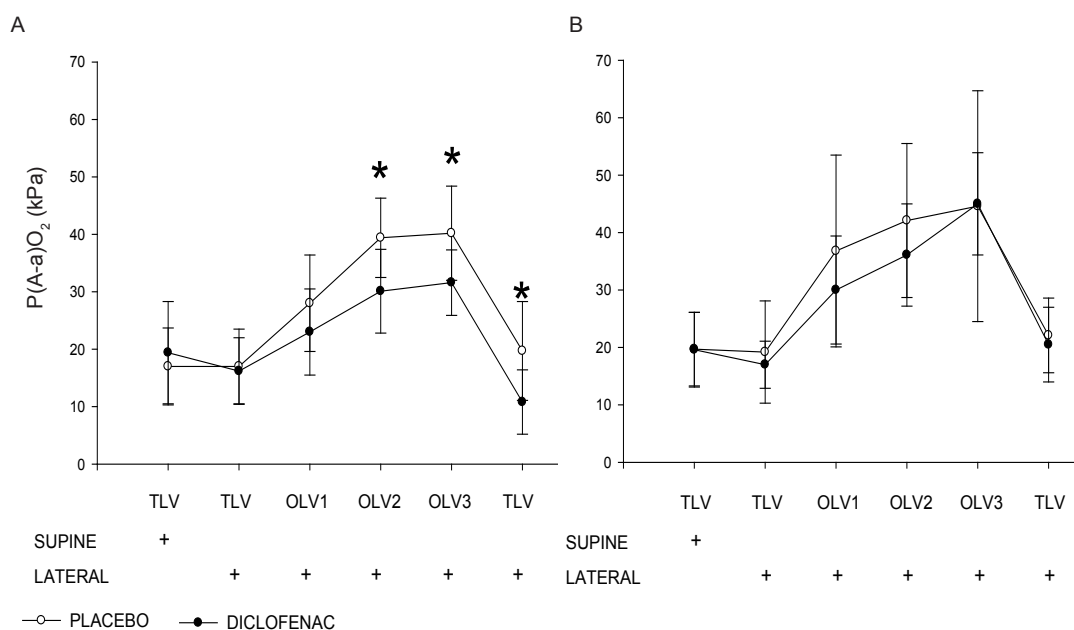 A
B
70
60
50
40
30
20
10
0
P(A-a)O₂ (kPa)
* * *
TLV TLV OLV1 OLV2 OLV3 TLV
SUPINE +
LATERAL + + + + +
70
60
50
40
30
20
10
0
TLV TLV OLV1 OLV2 OLV3 TLV
SUPINE +
LATERAL + + + + +
PLACEBO DICLOFENAC